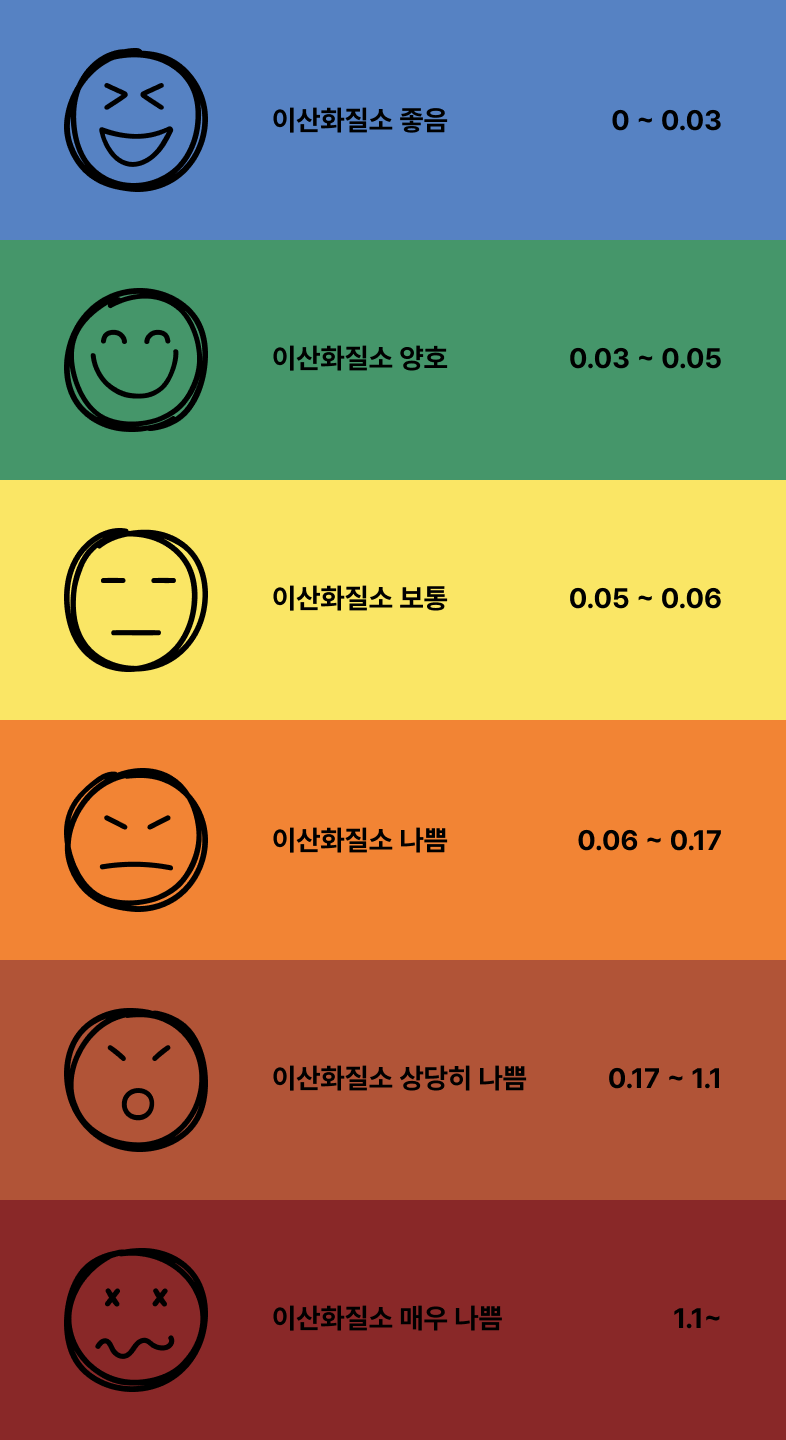 이산화질소 좋음 0 ~ 0.03
이산화질소 양호 0.03 ~ 0.05
이산화질소 보통 0.05 ~ 0.06
이산화질소 나쁨 0.06 ~ 0.17
이산화질소 상당히 나쁨 0.17 ~ 1.1
이산화질소 매우 나쁨 1.1~